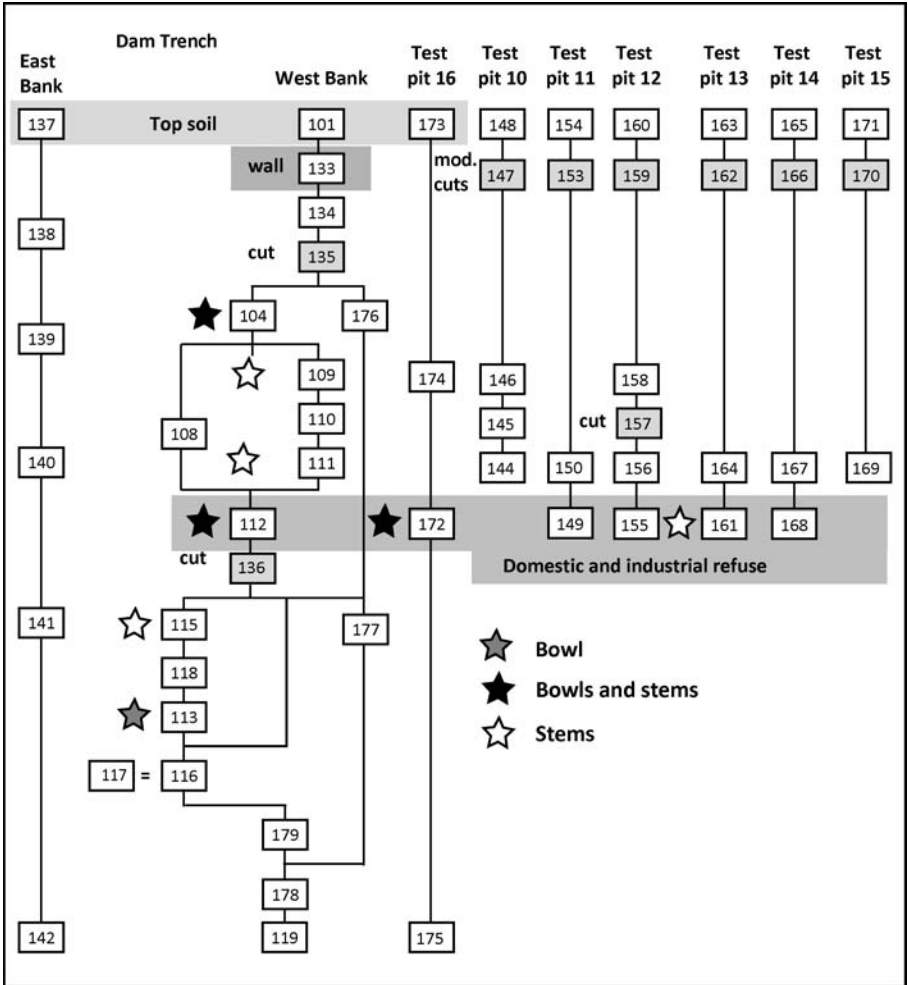 Dam Trench
East
Bank
West Bank
Test
pit 16
Test
pit 10
Test
pit 11
Test
pit 12
Test
pit 13
Test
pit 14
Test
pit 15
137 Top soil 101 173 148 154 160 163 165 171
wall 133 mod.
cuts 147 153 159 162 166 170
134
138
cut 135
104 176
139
109 174 146 158
110 145 cut 157
108
140 111 144 150 156 164 167 169
112 172 149 155 161 168
cut 136 Domestic and industrial refuse
141 115 177
Bowl
118
Bowls and stems
113
Stems
117 = 116
179
178
142 119 175